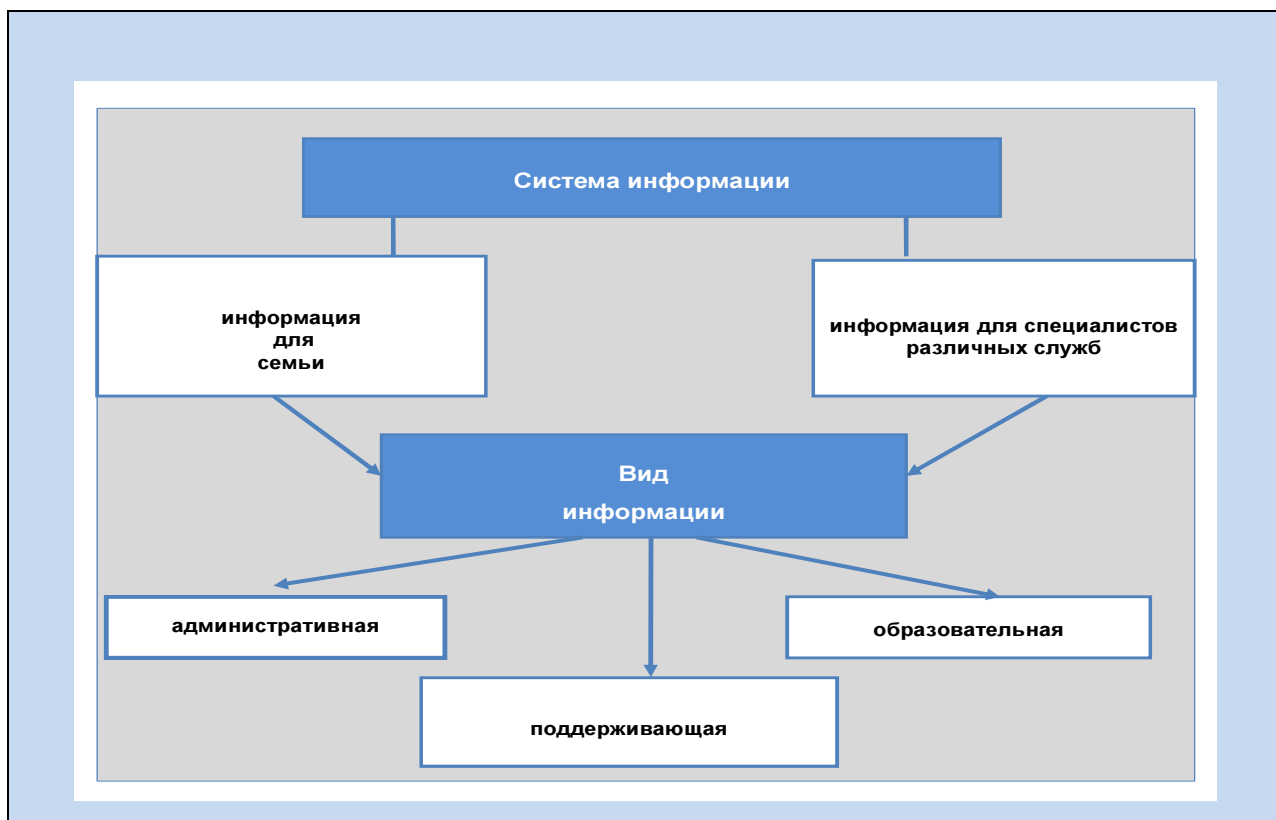 Система информации
информация
для
семьи
информация для специалистов
различных служб
Вид
информации
административная
образовательная
поддерживающая